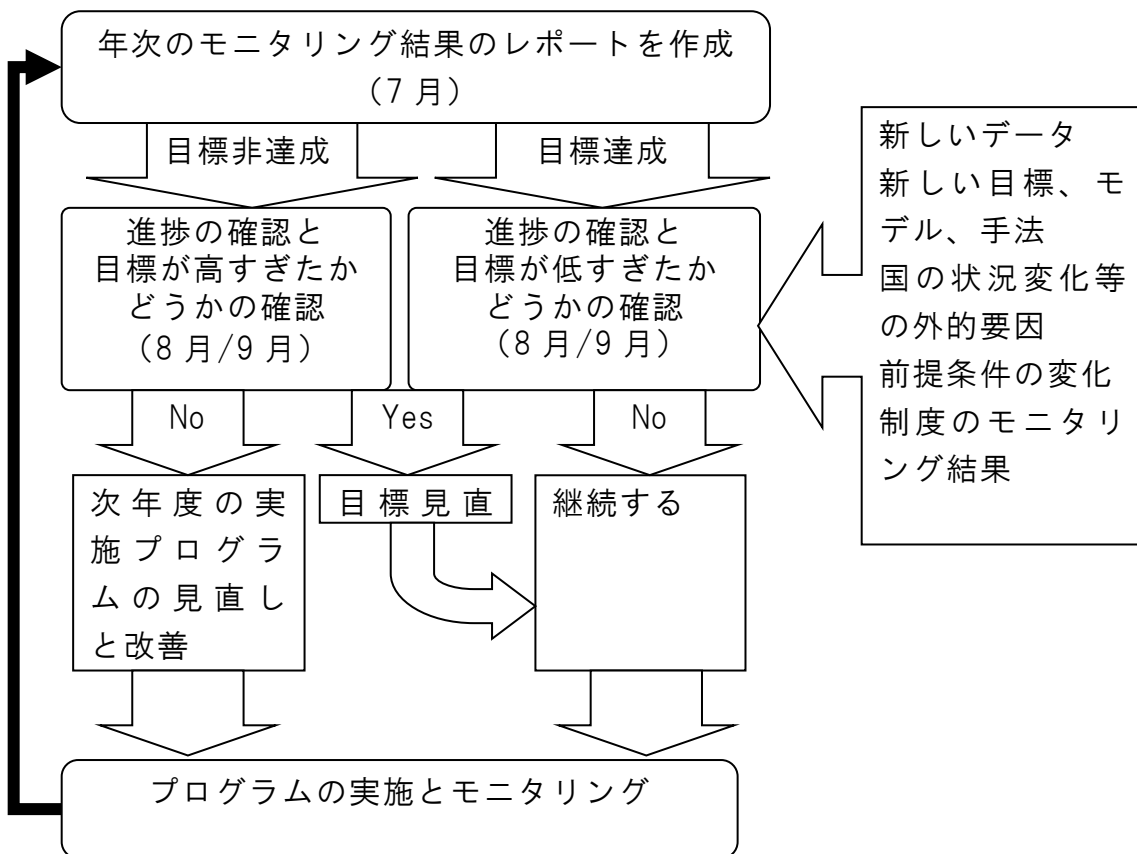 年次のモニタリング結果のレポートを作成
（7月）
目標非達成
目標達成
進捗の確認と
目標が高すぎたか
どうかの確認
（8月/9月）
進捗の確認と
目標が低すぎたか
どうかの確認
（8月/9月）
新しいデータ
新しい目標、モ
デル、手法
国の状況変化等
の外的要因
前提条件の変化
制度のモニタリ
ング結果
No
Yes
No
次年度の実
施プログラ
ムの見直し
と改善
目標見直
継続する
プログラムの実施とモニタリング